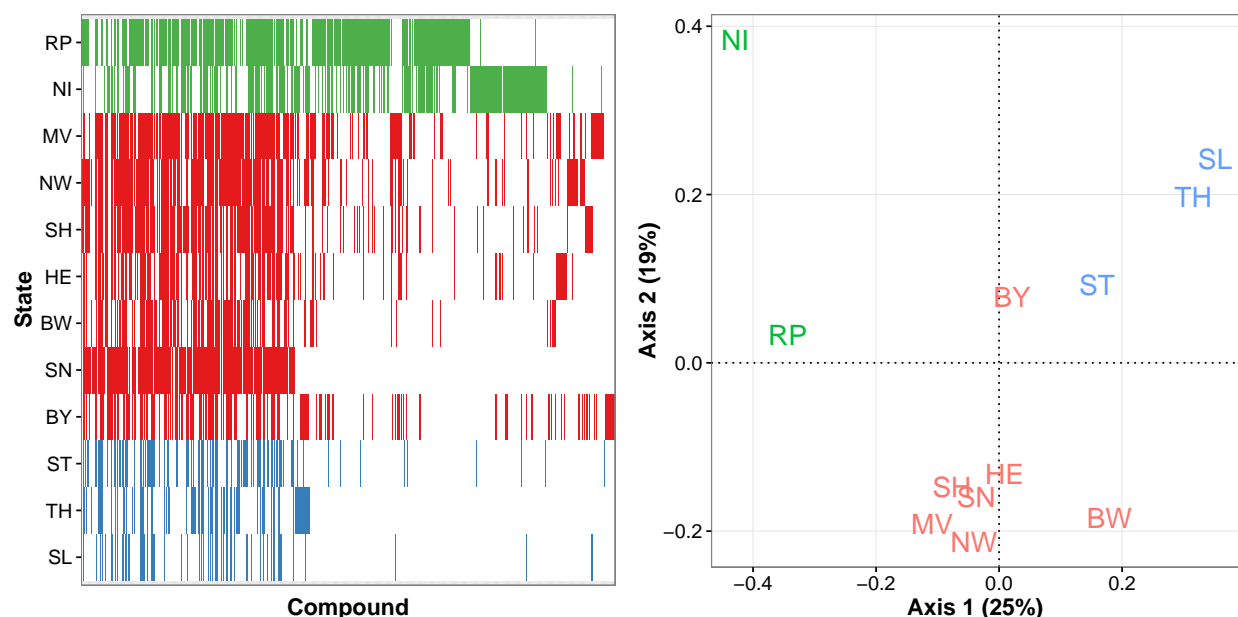 RP
NI
MV
NW
SH
HE
BW
SN
BY
ST
TH
SL
State
Compound
0.4
0.2
0.0
−0.2
Axis 2 (19%)
NI
SL
TH
ST
BY
RP
HE
SH
SN
BW
MV
NW
−0.4
−0.2
0.0
0.2
Axis 1 (25%)